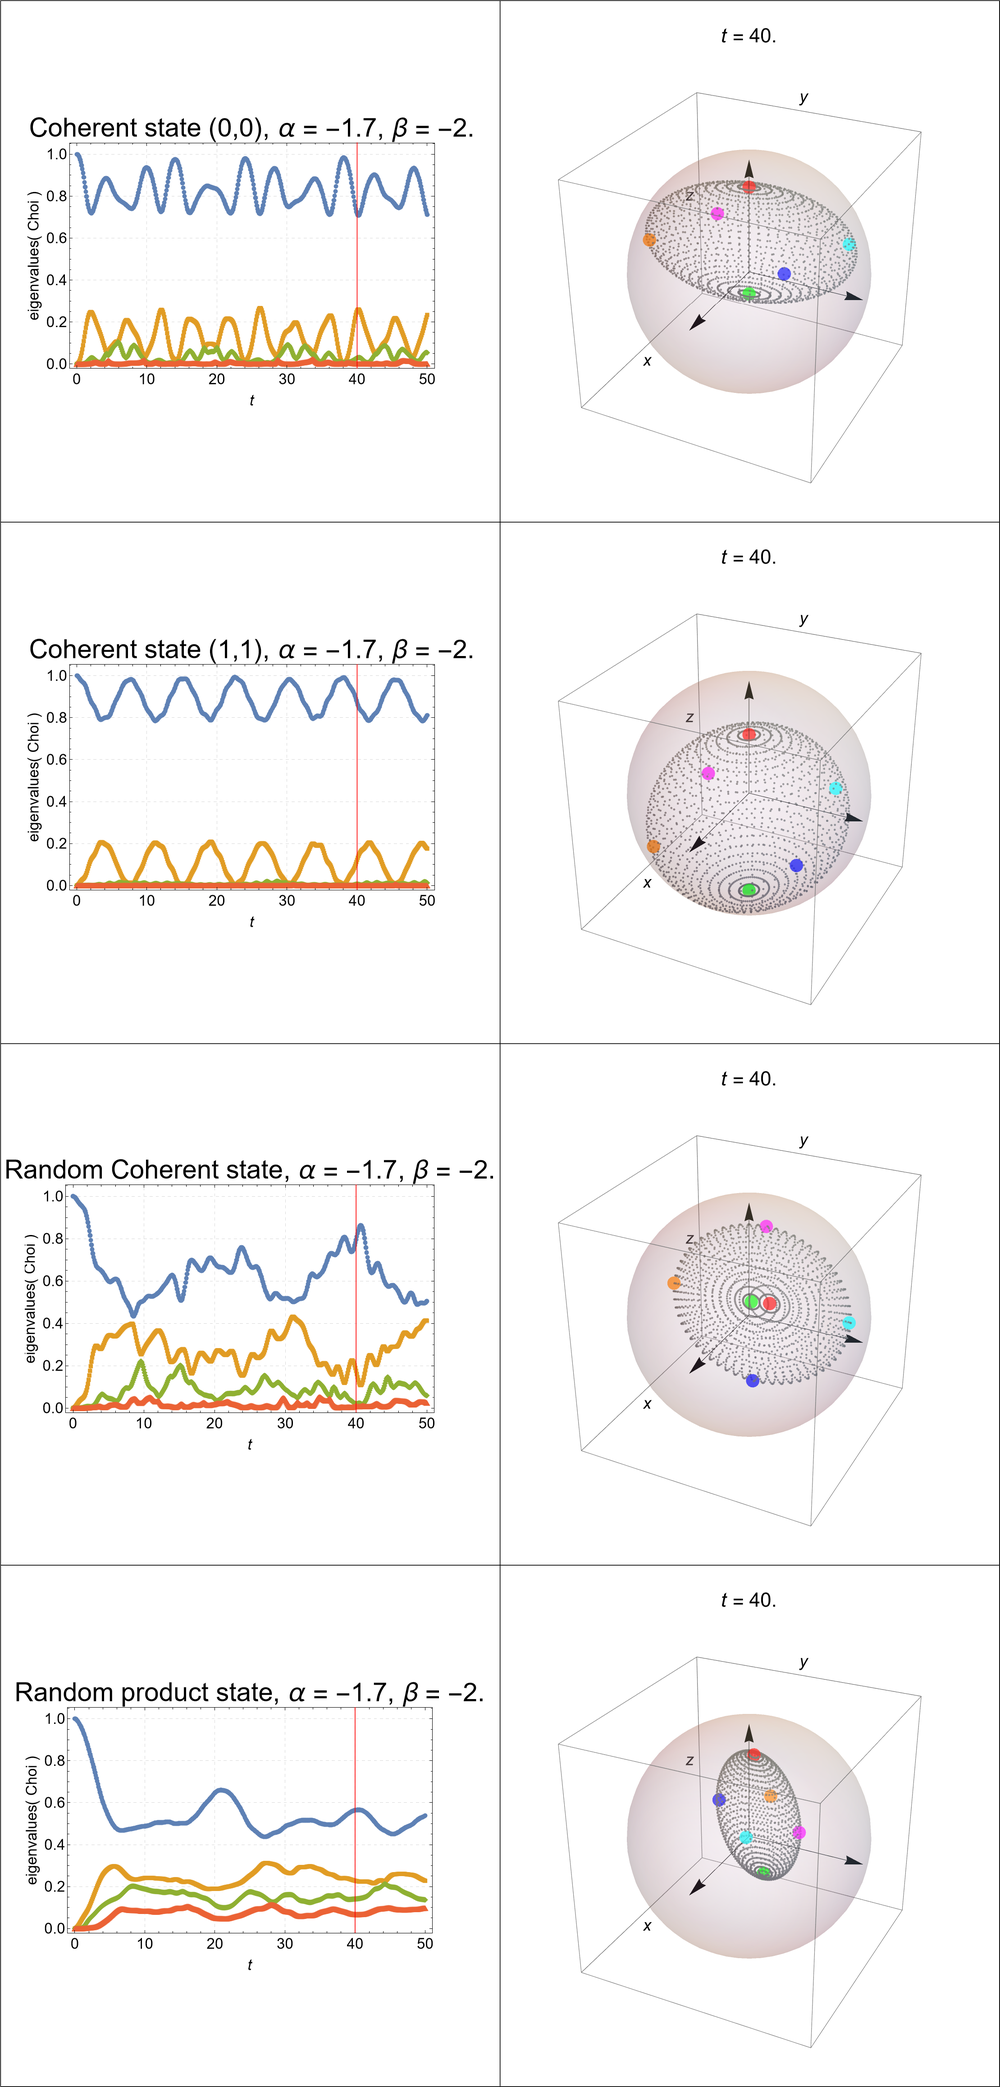 t = 40.
y
Coherent state (0,0), α = −1.7, β = −2.
1.0
0.8
0.6
0.4
0.2
0.0
eigenvalues( Choi )
0 10 20 30 40 50
t
z
x
t = 40.
y
Coherent state (1,1), α = −1.7, β = −2.
1.0
0.8
0.6
0.4
0.2
0.0
eigenvalues( Choi )
0 10 20 30 40 50
t
z
x
t = 40.
y
Random Coherent state, α = −1.7, β = −2.
1.0
0.8
0.6
0.4
0.2
0.0
eigenvalues( Choi )
0 10 20 30 40 50
t
z
x
t = 40.
y
Random product state, α = −1.7, β = −2.
1.0
0.8
0.6
0.4
0.2
0.0
eigenvalues( Choi )
0 10 20 30 40 50
t
z
x